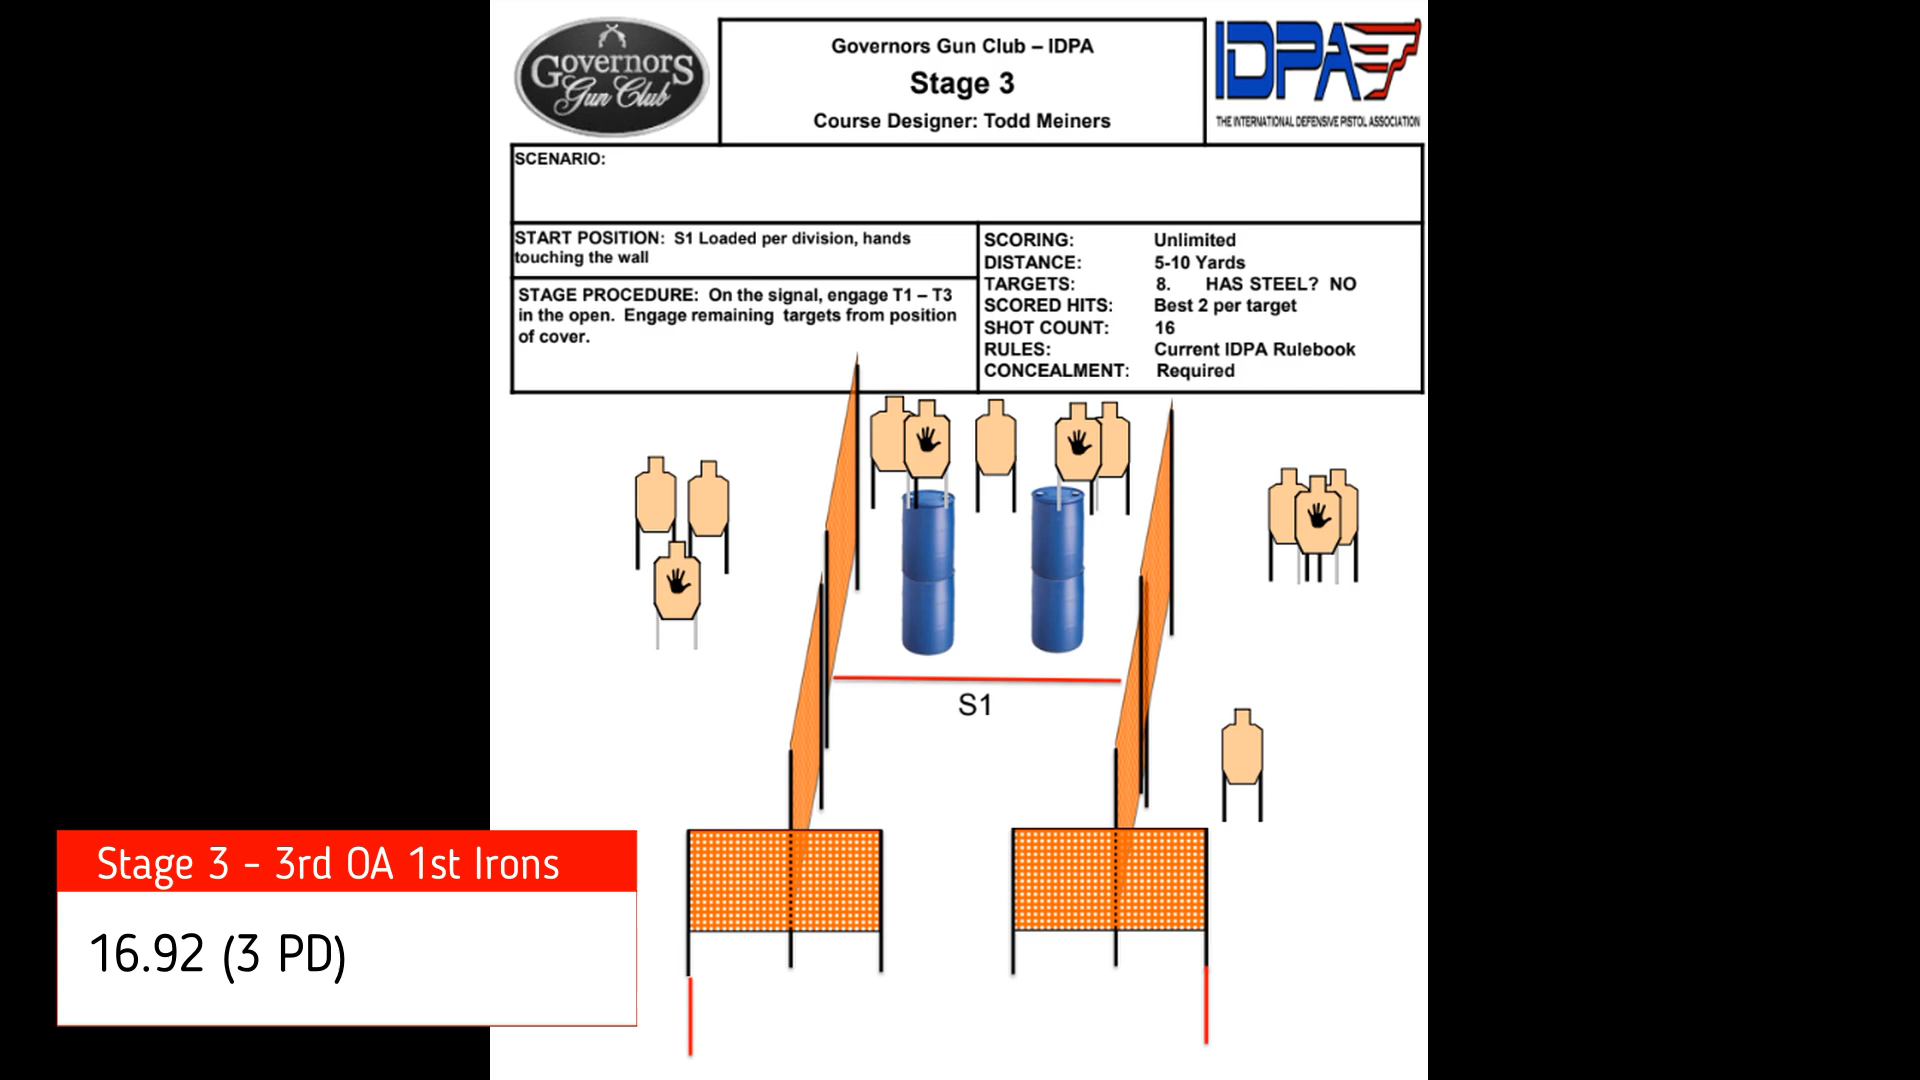 Governors
Gun Club
Governors Gun Club – IDPA
Stage 3
Course Designer: Todd Meiners
IDPA
THE INTERNATIONAL DEFENSIVE PISTOL ASSOCIATION
SCENARIO:
START POSITION: S1 Loaded per division, hands
touching the wall
STAGE PROCEDURE: On the signal, engage T1 – T3
in the open. Engage remaining targets from position
of cover.
SCORING: Unlimited
DISTANCE: 5-10 Yards
TARGETS: 8. HAS STEEL? NO
SCORED HITS: Best 2 per target
SHOT COUNT: 16
RULES: Current IDPA Rulebook
CONCEALMENT: Required
S1
Stage 3 - 3rd OA 1st Irons
16.92 (3 PD)